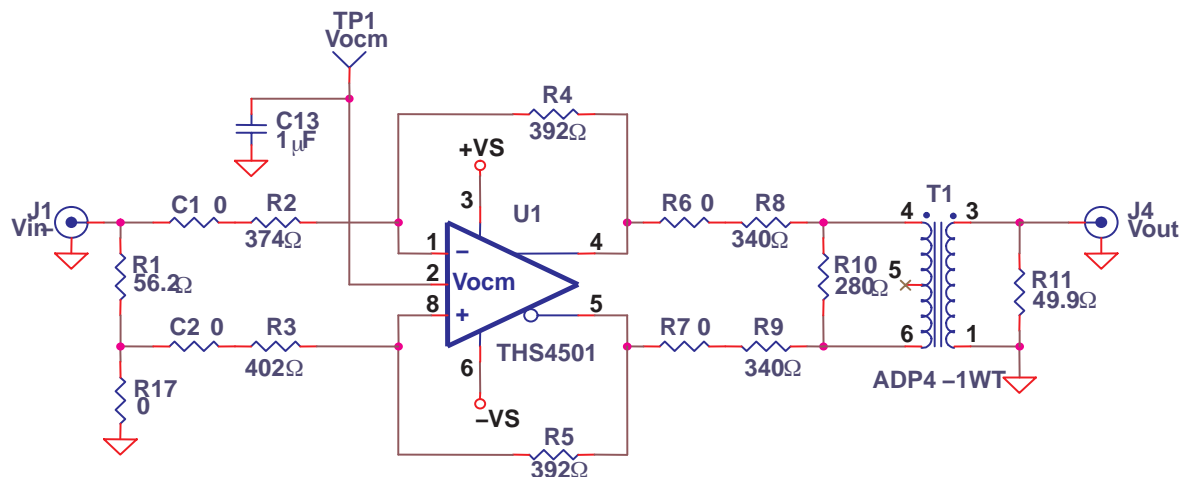 TP1
Vocm
C13
1 μF
R4
392Ω
+VS
3
U1
J1
Vin–
C1 0
R2
374Ω
1
–
2
Vocm
8
+
4
5
THS4501
6
–VS
R1
56.2Ω
C2 0
R3
402Ω
R17
0
R5
392Ω
R6 0
R8
340Ω
R7 0
R9
340Ω
R10
280Ω
T1
4
3
5
6
1
ADP4 –1WT
R11
49.9Ω
J4
Vout